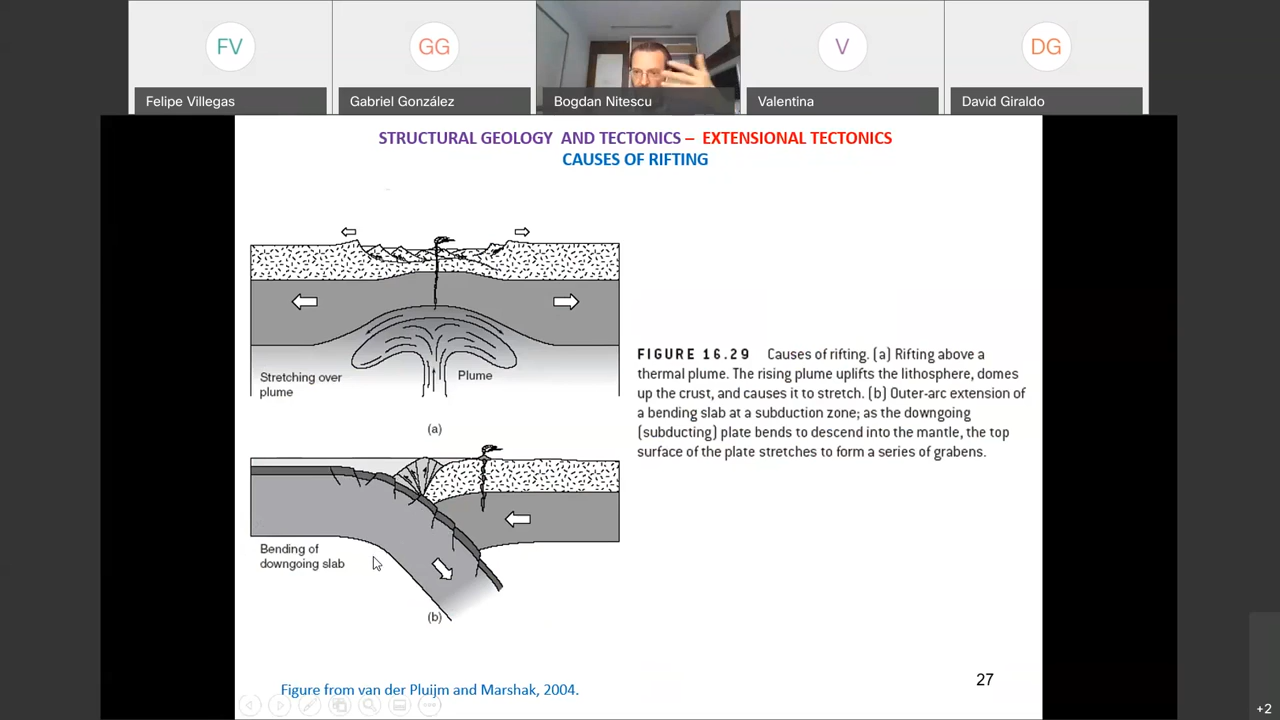 FV
GG
V
DG
Felipe Villegas
Gabriel González
Bogdan Nitescu
Valentina
David Giraldo
STRUCTURAL GEOLOGY AND TECTONICS – EXTENSIONAL TECTONICS
CAUSES OF RIFTING
Stretching over
plume
Plume
(a)
Bending of
downgoing slab
(b)
FIGURE 16.29 Causes of rifting. (a) Rifting above a
thermal plume. The rising plume uplifts the lithosphere, domes
up the crust, and causes it to stretch. (b) Outer-arc extension of
a bending slab at a subduction zone; as the downgoing
(subducting) plate bends to descend into the mantle, the top
surface of the plate stretches to form a series of grabens.
Figure from van der Pluijm and Marshak, 2004.
27
+2